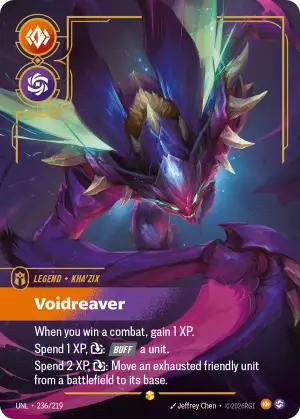 LEGEND • KHA'ZIX
Voidreaver
When you win a combat, gain 1 XP.
Spend 1 XP, : BUFF a unit.
Spend 2 XP, : Move an exhausted friendly unit
from a battlefield to its base.
UNL • 236/219
Jeffrey Chen • ©2026RGI